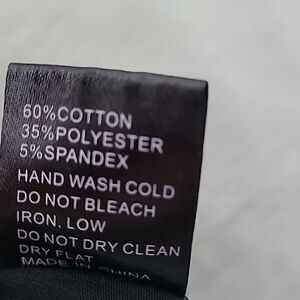 60%COTTON
35%POLYESTER
5%SPANDEX
HAND WASH COLD
DO NOT BLEACH
IRON, LOW
DO NOT DRY CLEAN
DRY FLAT
MADE IN CHINA